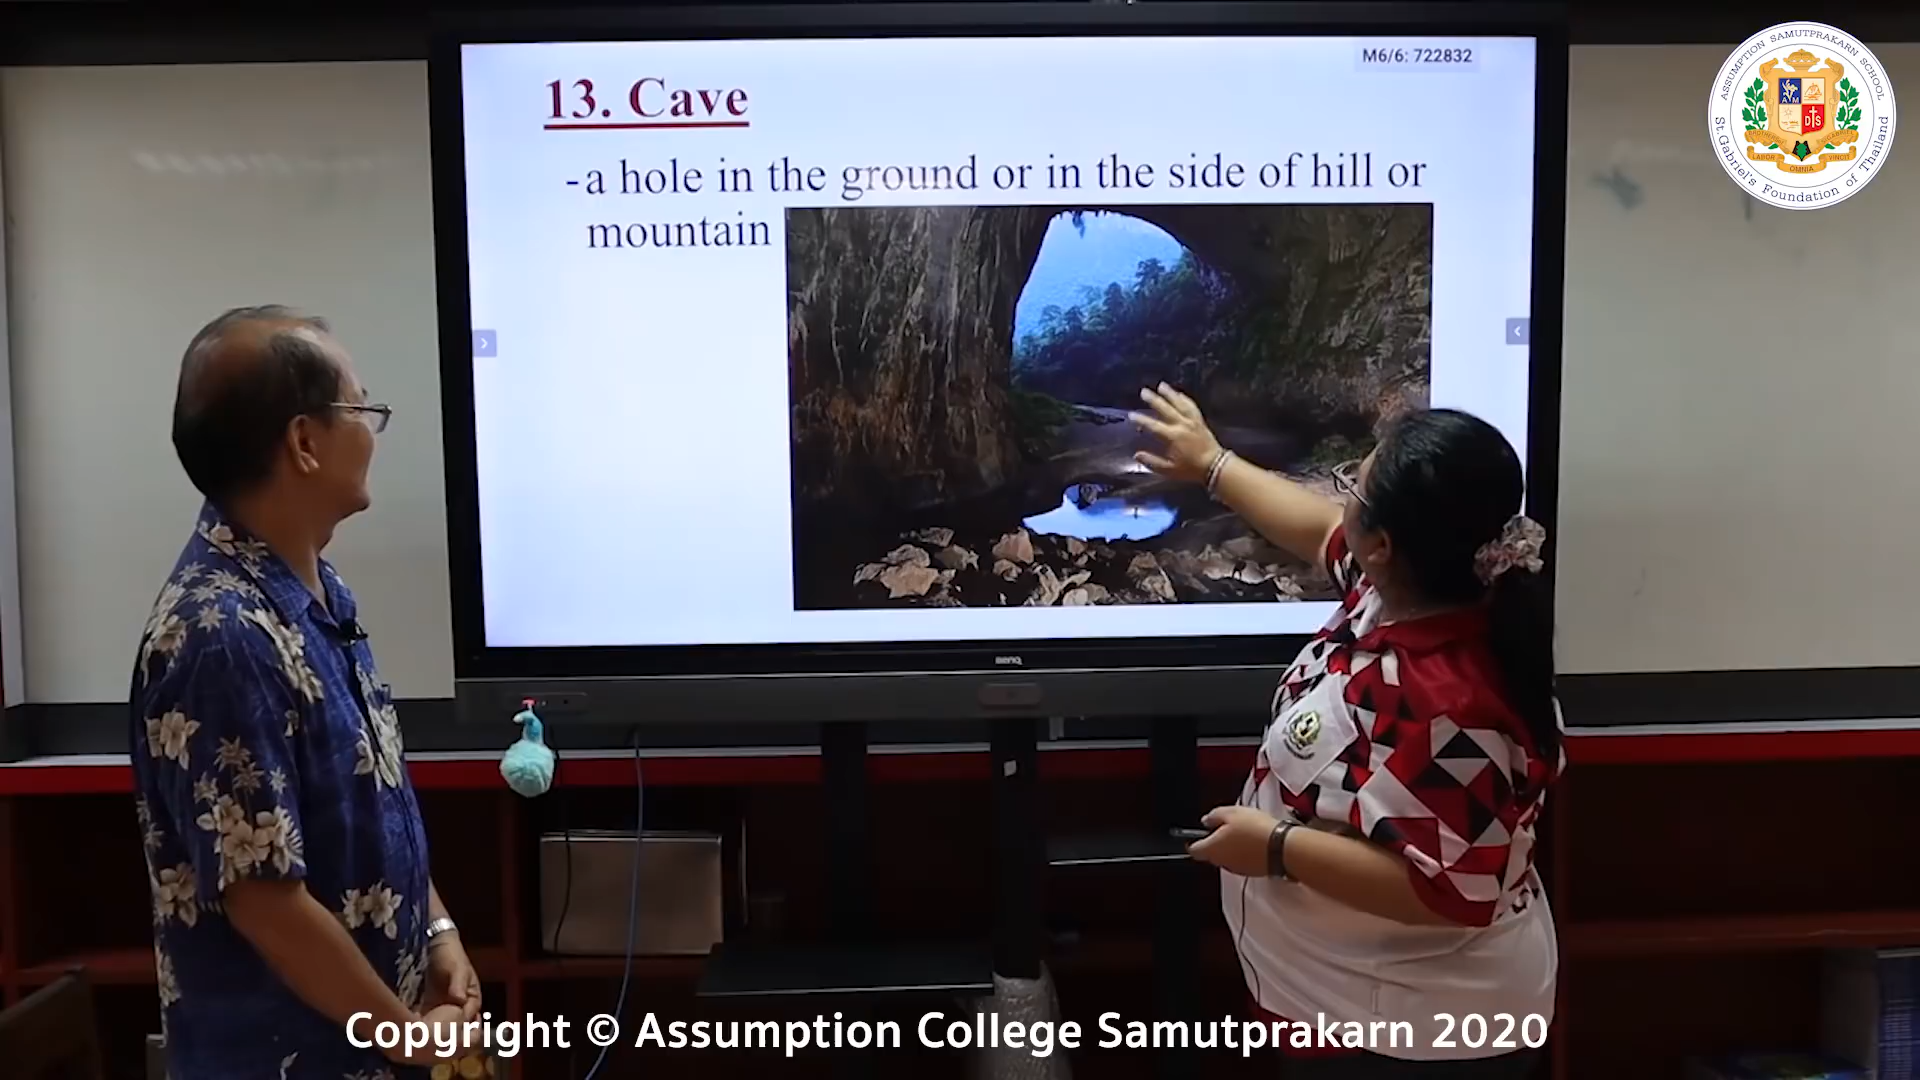 M6/6: 722832
13. Cave
-a hole in the ground or in the side of hill or
mountain
BenQ
ASSUMPTION SAMUTPRAKARN SCHOOL
A M
D S
LABOR OMNIA VINCIT
St.Gabriel's Foundation of Thailand
Copyright © Assumption College Samutprakarn 2020